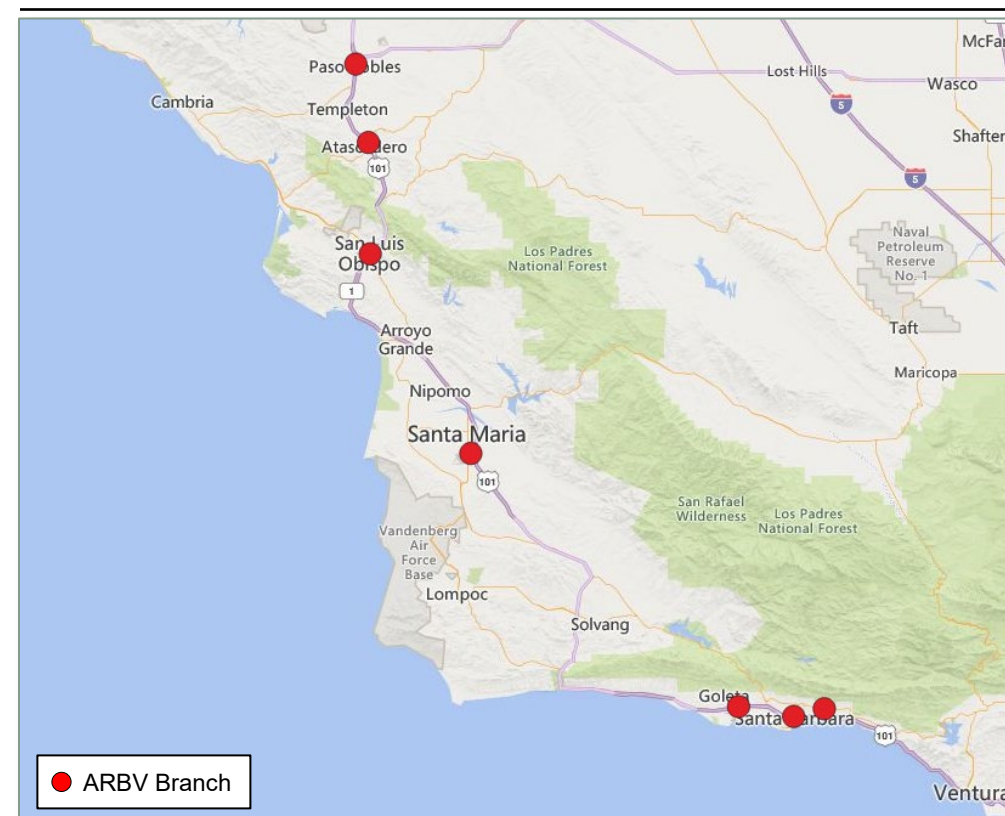 McFa
Paso Robles
Lost Hills
5
Wasco
Cambria
Templeton
Shafter
Atascadero
101
5
Naval
Petroleum
Reserve
No. 1
San Luis
Obispo
Los Padres
National Forest
1
Arroyo
Grande
Taft
Maricopa
Nipomo
Santa Maria
101
San Rafael
Wilderness
Los Padres
National Forest
Vandenberg
Air
Force
Base
Lompoc
Solvang
Goleta
Santa Barbara
101
ARBV Branch
Ventura